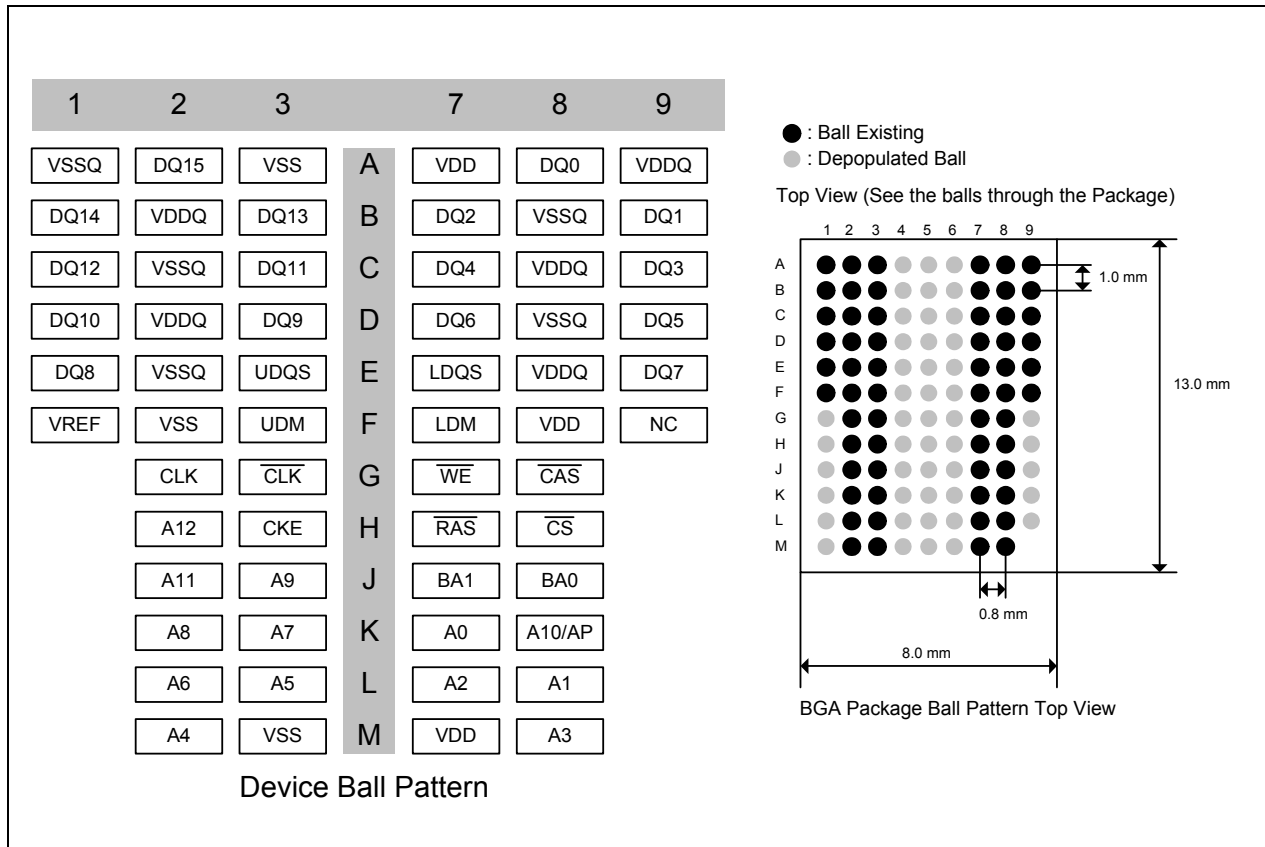 1 2 3 7 8 9
VSSQ DQ15 VSS A VDD DQ0 VDDQ
DQ14 VDDQ DQ13 B DQ2 VSSQ DQ1
DQ12 VSSQ DQ11 C DQ4 VDDQ DQ3
DQ10 VDDQ DQ9 D DQ6 VSSQ DQ5
DQ8 VSSQ UDQS E LDQS VDDQ DQ7
VREF VSS UDM F LDM VDD NC
CLK C̅L̅K̅ G W̅E̅ C̅A̅S̅
A12 CKE H R̅A̅S̅ C̅S̅
A11 A9 J BA1 BA0
A8 A7 K A0 A10/AP
A6 A5 L A2 A1
A4 VSS M VDD A3
Device Ball Pattern
: Ball Existing
: Depopulated Ball
Top View (See the balls through the Package)
1 2 3 4 5 6 7 8 9
A
B
C
D
E
F
G
H
J
K
L
M
1.0 mm
13.0 mm
0.8 mm
8.0 mm
BGA Package Ball Pattern Top View